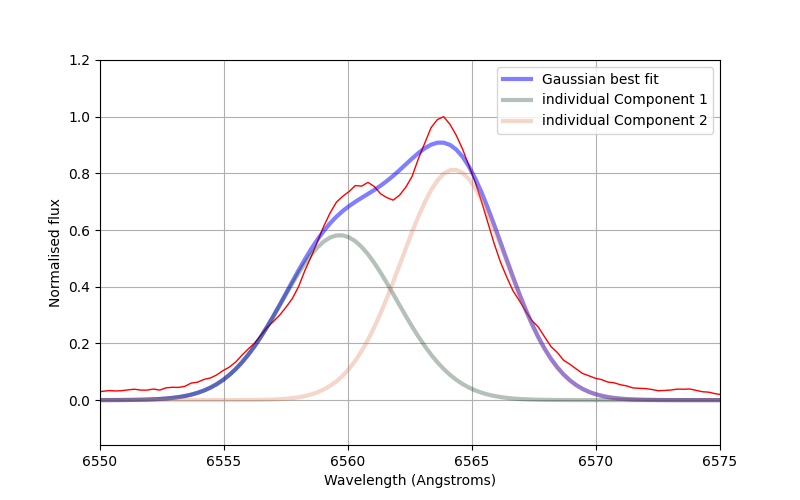 1.2
1.0
0.8
0.6
0.4
0.2
0.0
Normalised flux
Gaussian best fit
individual Component 1
individual Component 2
6550 6555 6560 6565 6570 6575
Wavelength (Angstroms)